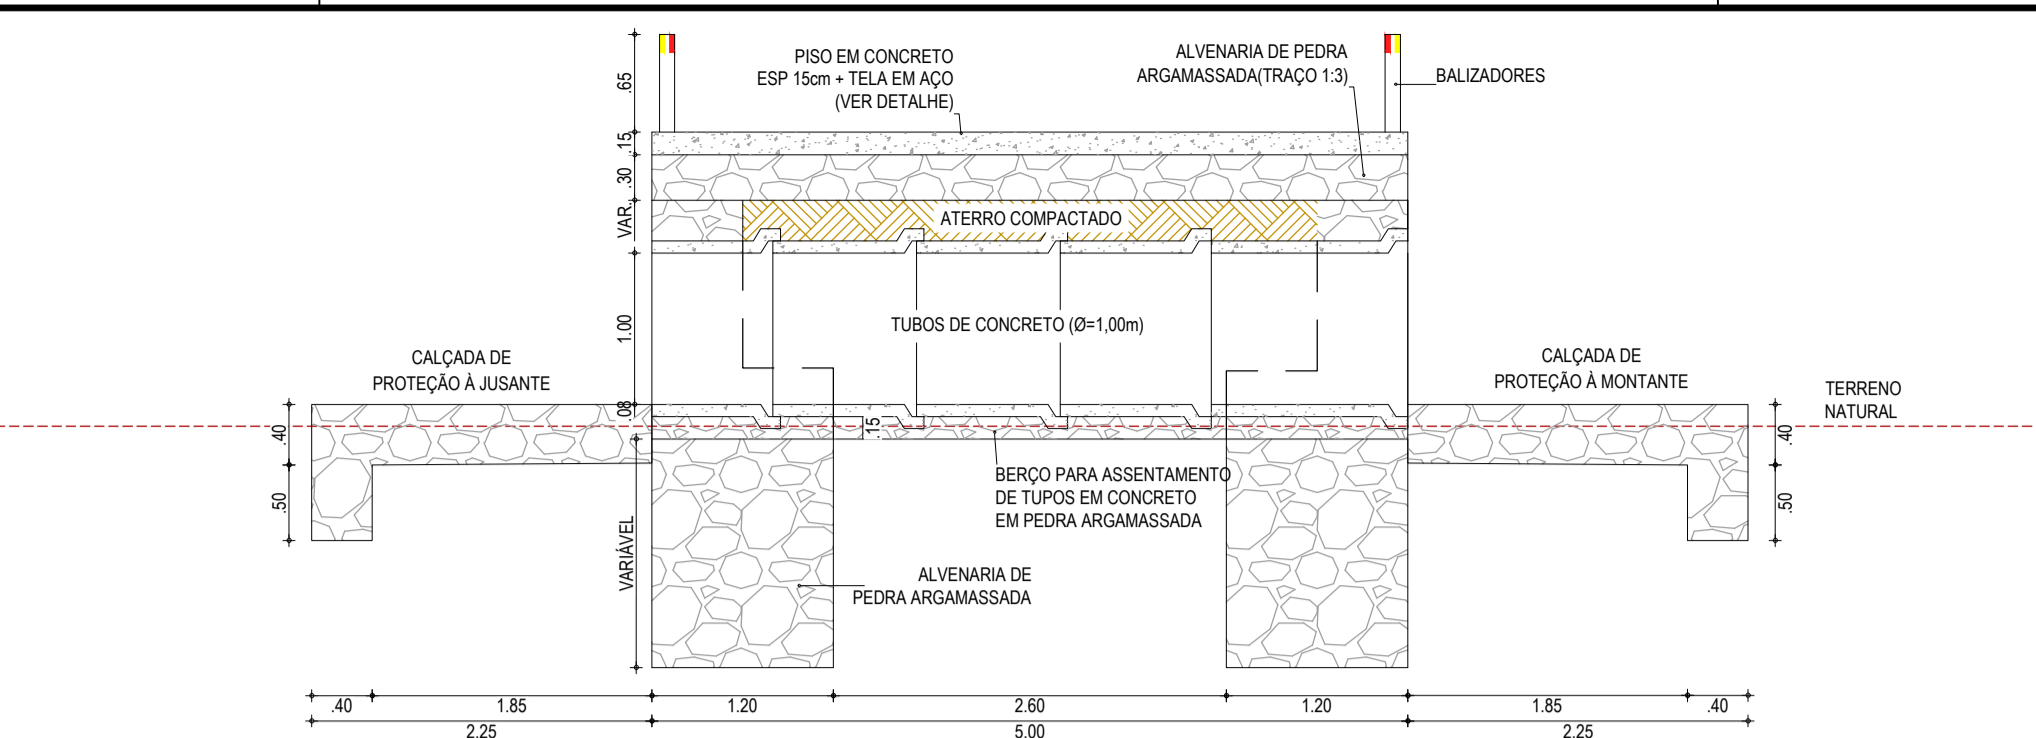 PISO EM CONCRETO
ESP 15cm + TELA EM AÇO
(VER DETALHE)
ALVENARIA DE PEDRA
ARGAMASSADA(TRAÇO 1:3)
BALIZADORES
.65
.15
.30
VAR.
ATERRO COMPACTADO
1.00
TUBOS DE CONCRETO (Ø=1,00m)
CALÇADA DE
PROTEÇÃO À JUSANTE
CALÇADA DE
PROTEÇÃO À MONTANTE
TERRENO
NATURAL
.08
.15
.40
.40
.50
.50
BERÇO PARA ASSENTAMENTO
DE TUPOS EM CONCRETO
EM PEDRA ARGAMASSADA
VARIÁVEL
ALVENARIA DE
PEDRA ARGAMASSADA
.40 1.85 1.20 2.60 1.20 1.85 .40
2.25 5.00 2.25